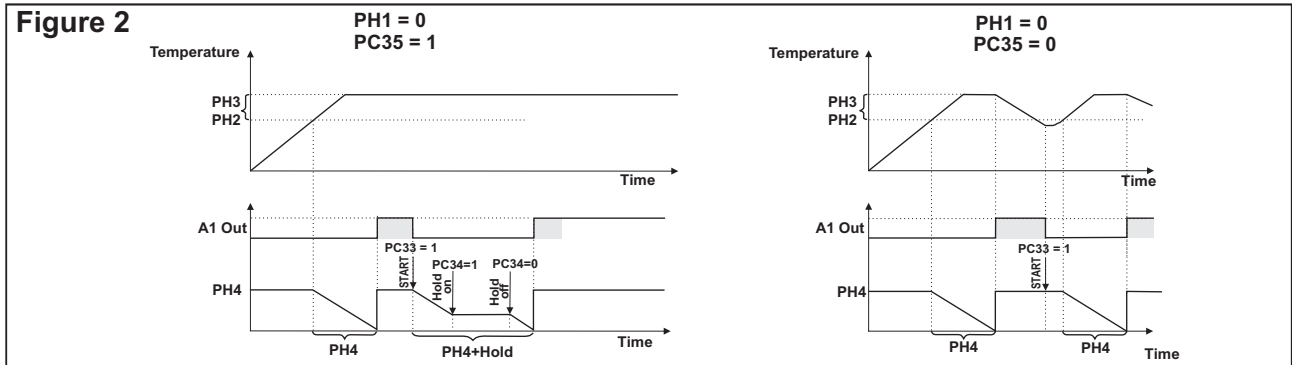 Figure 2
PH1 = 0
PC35 = 1
Temperature
PH3
PH2
Time
A1 Out
PC33 = 1
START
PC34=1
Hold on
PC34=0
Hold off
PH4
Time
PH4
PH4+Hold
PH1 = 0
PC35 = 0
Temperature
PH3
PH2
Time
A1 Out
PC33 = 1
START
PH4
PH4
PH4
Time